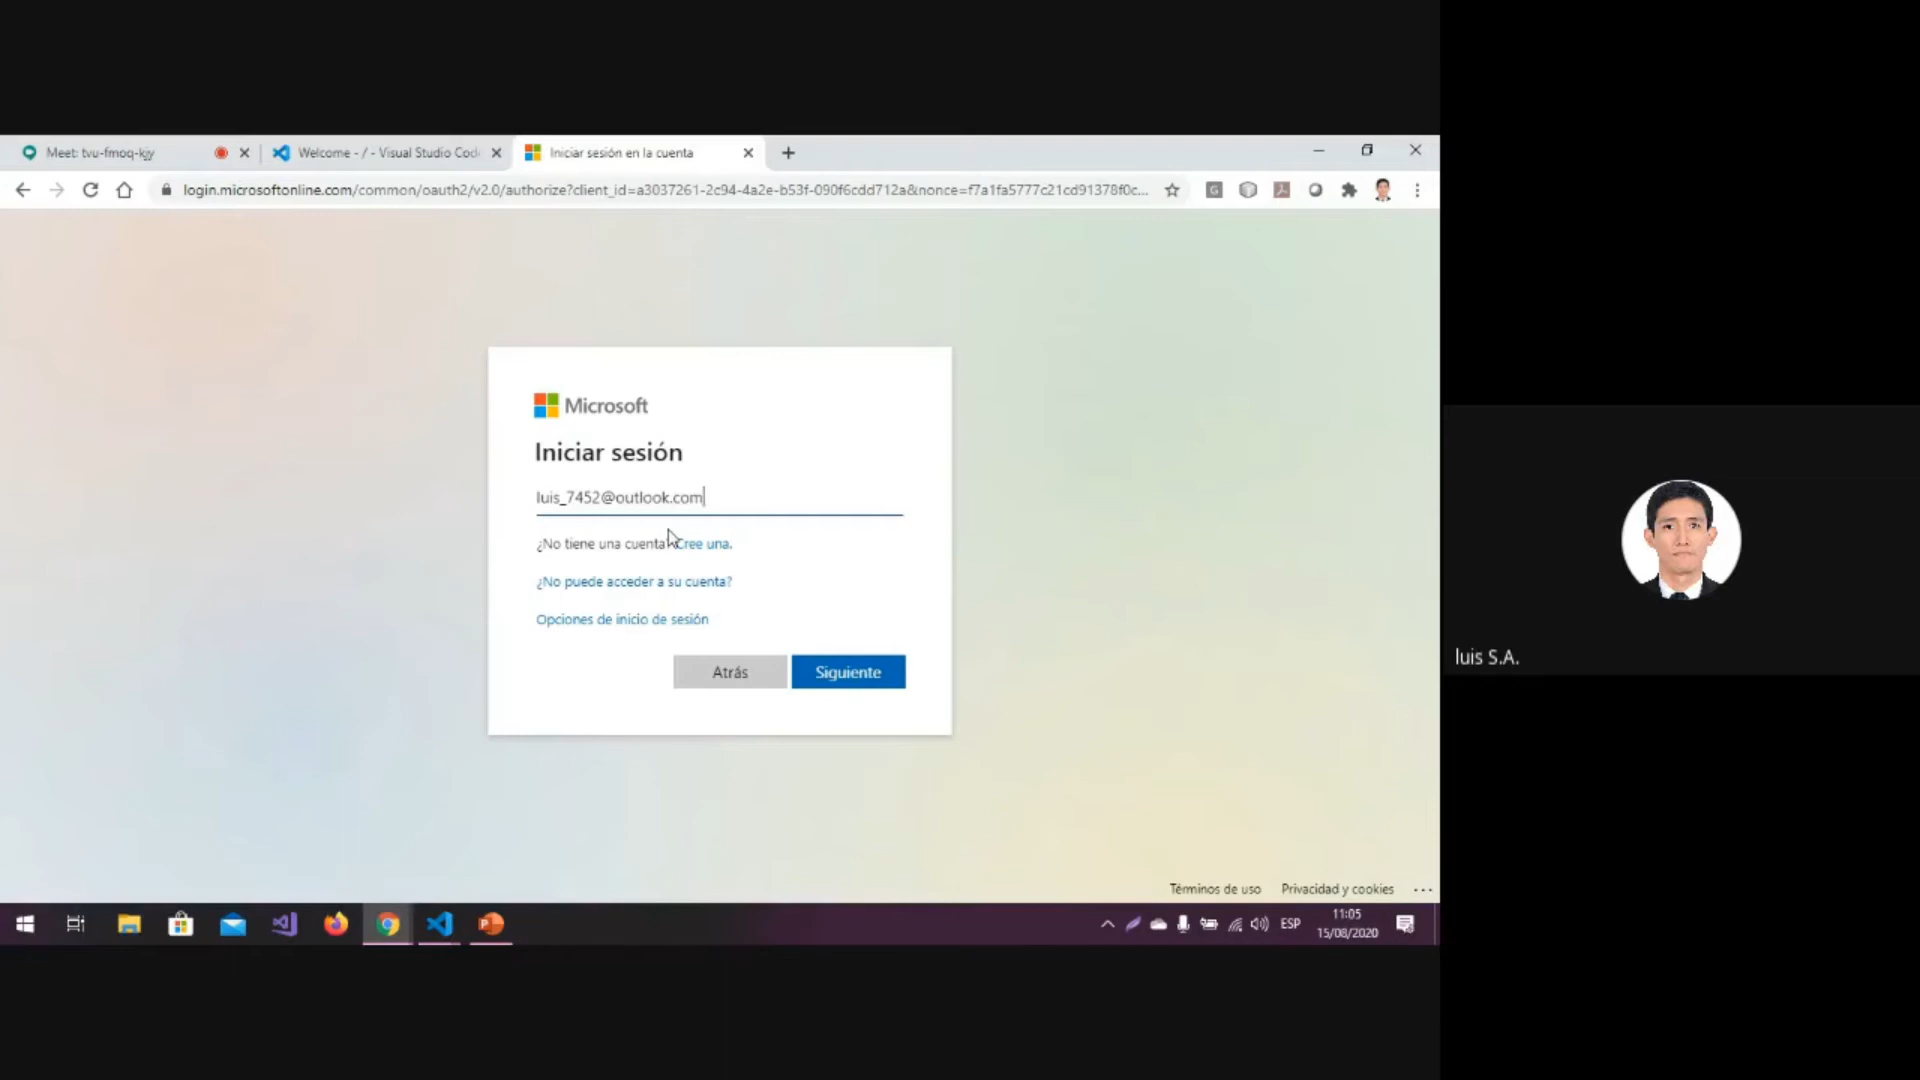 Meet: tvu-fmoq-kjy
Welcome - / - Visual Studio Cod
Iniciar sesión en la cuenta
login.microsoftonline.com/common/oauth2/v2.0/authorize?client_id=a3037261-2c94-4a2e-b53f-090f6cdd712a&nonce=f7a1fa5777c21cd91378f0c...
Microsoft
Iniciar sesión
luis_7452@outlook.com
¿No tiene una cuenta Cree una.
¿No puede acceder a su cuenta?
Opciones de inicio de sesión
Atrás
Siguiente
luis S.A.
Términos de uso
Privacidad y cookies
...
ESP
11:05
15/08/2020